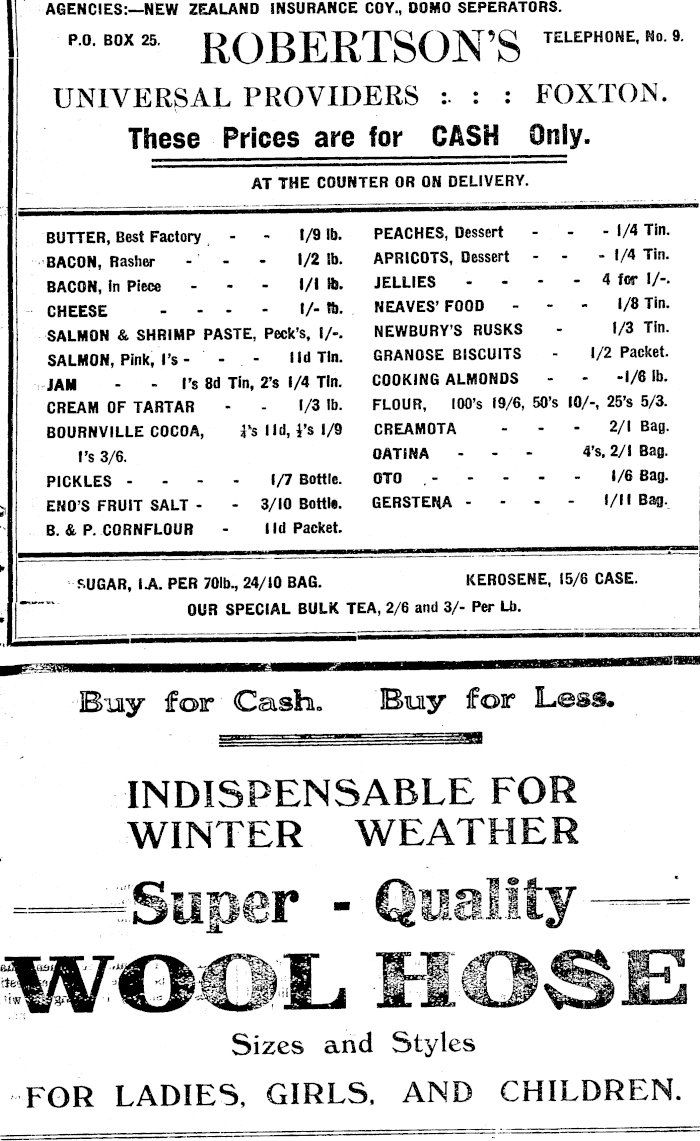 AGENCIES:—NEW ZEALAND INSURANCE COY., DOMO SEPERATORS.
P.O. BOX 25. ROBERTSON'S TELEPHONE, No. 9.
UNIVERSAL PROVIDERS : : : FOXTON.
These Prices are for CASH Only.
AT THE COUNTER OR ON DELIVERY.
BUTTER, Best Factory - - 1/9 lb.
BACON, Rasher - - - 1/2 lb.
BACON, in Piece - - - 1/1 lb.
CHEESE - - - - 1/- lb.
SALMON & SHRIMP PASTE, Peck's, 1/-.
SALMON, Pink, 1's - - - 11d Tin.
JAM - - 1's 8d Tin, 2's 1/4 Tin.
CREAM OF TARTAR - - 1/3 lb.
BOURNVILLE COCOA, ¼'s 11d, ½'s 1/9
1's 3/6.
PICKLES - - - - 1/7 Bottle.
ENO'S FRUIT SALT - - 3/10 Bottle.
B. & P. CORNFLOUR - 11d Packet.
PEACHES, Dessert - - - 1/4 Tin.
APRICOTS, Dessert - - - 1/4 Tin.
JELLIES - - - - 4 for 1/-.
NEAVES' FOOD - - - 1/8 Tin.
NEWBURY'S RUSKS - 1/3 Tin.
GRANOSE BISCUITS - 1/2 Packet.
COOKING ALMONDS - - -1/6 lb.
FLOUR, 100's 19/6, 50's 10/-, 25's 5/3.
CREAMOTA - - - 2/1 Bag.
OATINA - - - 4's, 2/1 Bag.
OTO - - - - - 1/6 Bag.
GERSTENA - - - - 1/11 Bag.
SUGAR, 1.A. PER 70lb., 24/10 BAG. KEROSENE, 15/6 CASE.
OUR SPECIAL BULK TEA, 2/6 and 3/- Per Lb.
Buy for Cash. Buy for Less.
INDISPENSABLE FOR
WINTER WEATHER
Super - Quality
WOOL HOSE
Sizes and Styles
FOR LADIES, GIRLS, AND CHILDREN.